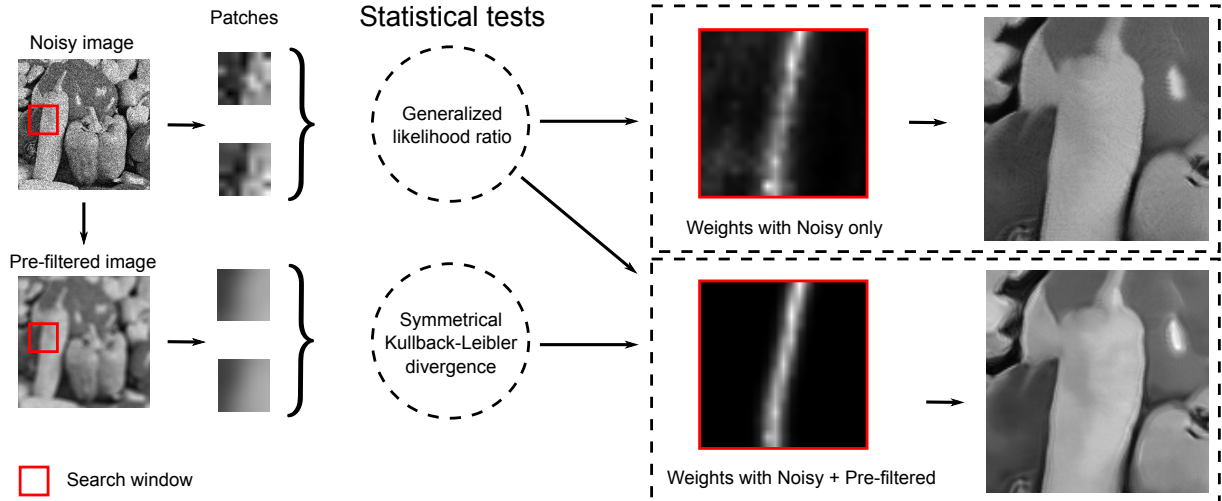 Statistical tests
Patches
Noisy image
Generalized
likelihood ratio
Weights with Noisy only
Pre-filtered image
Symmetrical
Kullback-Leibler
divergence
Weights with Noisy + Pre-filtered
Search window